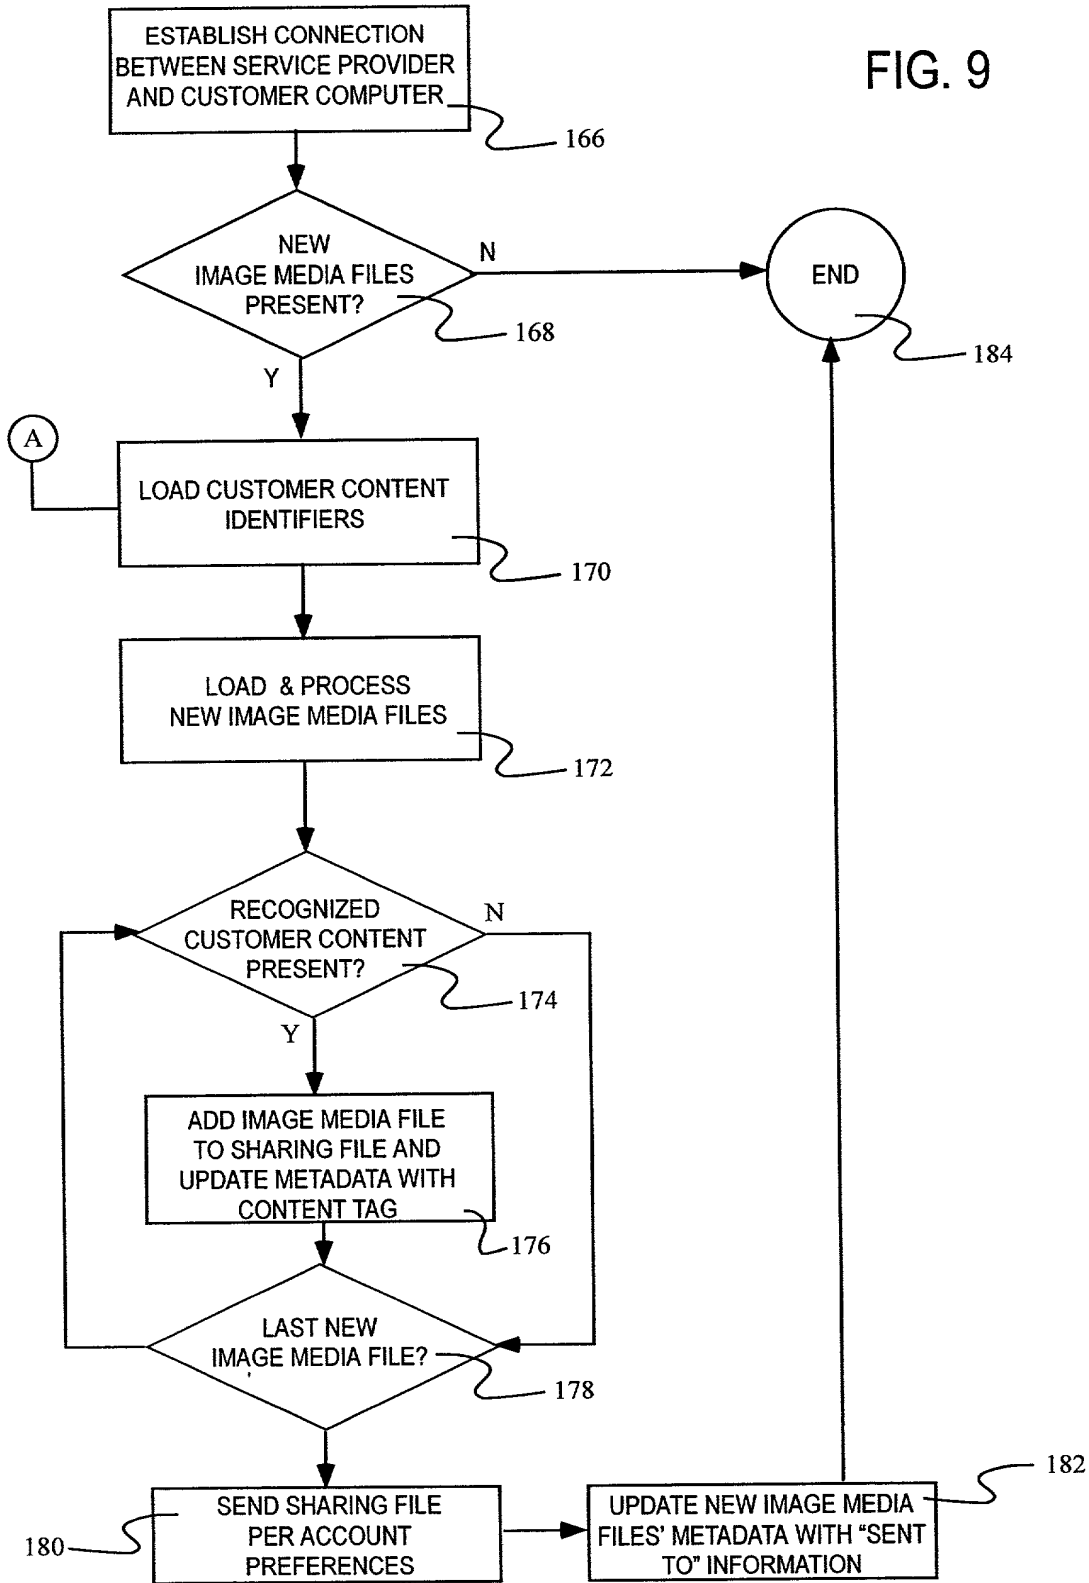 ESTABLISH CONNECTION
BETWEEN SERVICE PROVIDER
AND CUSTOMER COMPUTER
FIG. 9
166
NEW
IMAGE MEDIA FILES
PRESENT?
N
168
END
184
Y
A
LOAD CUSTOMER CONTENT
IDENTIFIERS
170
LOAD & PROCESS
NEW IMAGE MEDIA FILES
172
RECOGNIZED
CUSTOMER CONTENT
PRESENT?
N
174
Y
ADD IMAGE MEDIA FILE
TO SHARING FILE AND
UPDATE METADATA WITH
CONTENT TAG
176
LAST NEW
IMAGE MEDIA FILE?
178
SEND SHARING FILE
PER ACCOUNT
PREFERENCES
180
182
UPDATE NEW IMAGE MEDIA
FILES’ METADATA WITH “SENT
TO” INFORMATION